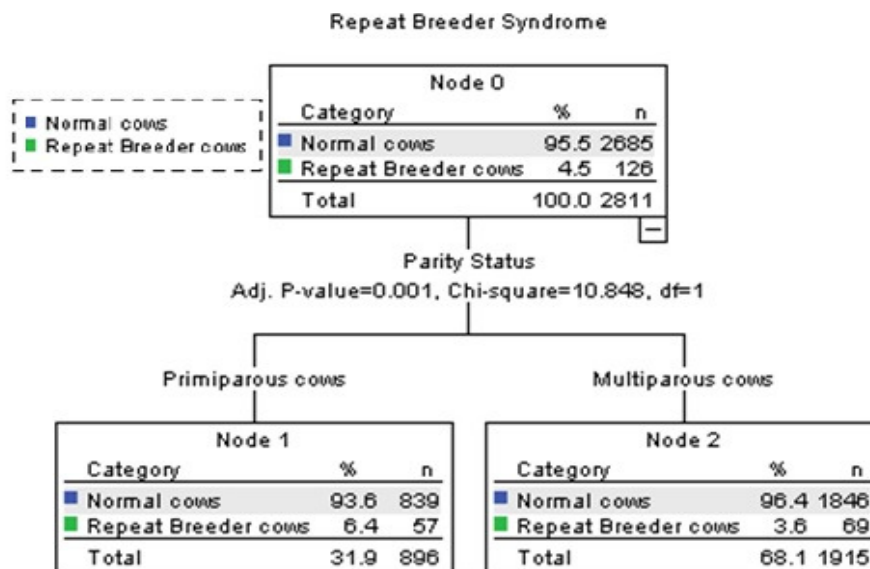 Repeat Breeder Syndrome
Normal cows
Repeat Breeder cows
Node 0
Category % n
Normal cows 95.5 2685
Repeat Breeder cows 4.5 126
Total 100.0 2811
Parity Status
Adj. P-value=0.001, Chi-square=10.848, df=1
Primiparous cows
Multiparous cows
Node 1
Category % n
Normal cows 93.6 839
Repeat Breeder cows 6.4 57
Total 31.9 896
Node 2
Category % n
Normal cows 96.4 1846
Repeat Breeder cows 3.6 69
Total 68.1 1915